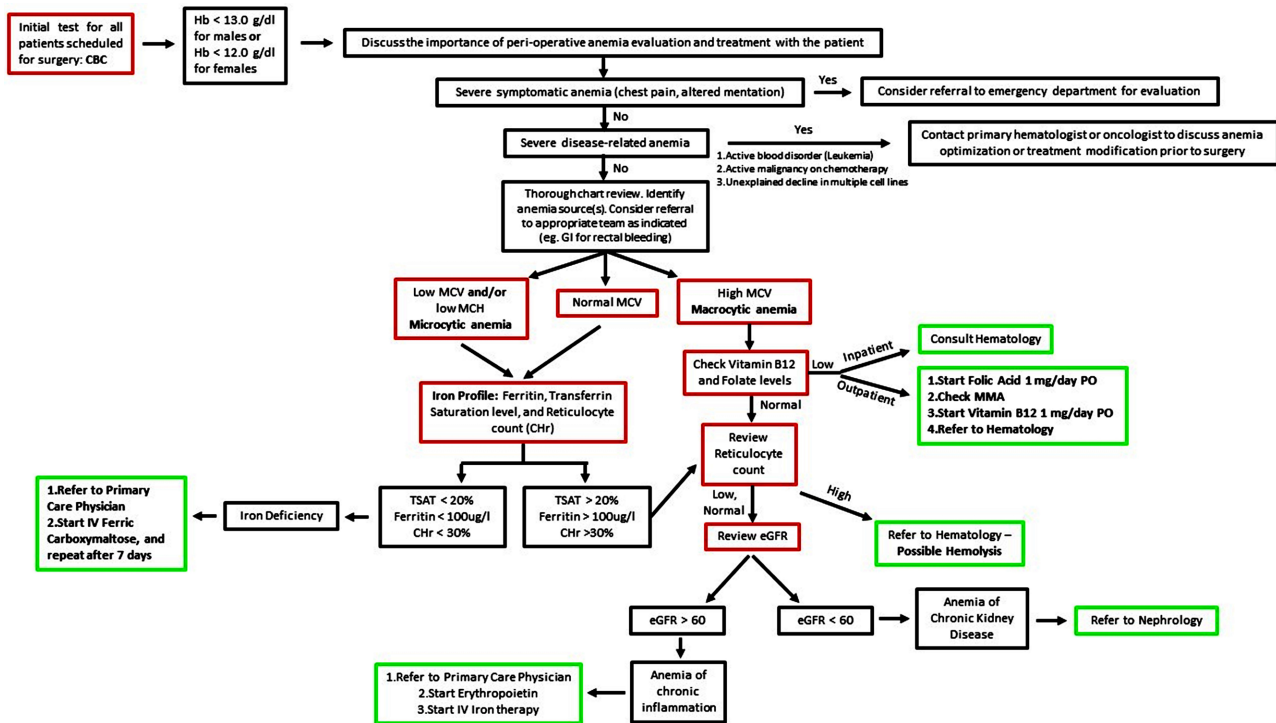 Initial test for all
patients scheduled
for surgery: CBC
Hb < 13.0 g/dl
for males or
Hb < 12.0 g/dl
for females
Discuss the importance of peri-operative anemia evaluation and treatment with the patient
Severe symptomatic anemia (chest pain, altered mentation)
Yes
Consider referral to emergency department for evaluation
No
Severe disease-related anemia
Yes
1.Active blood disorder (Leukemia)
2.Active malignancy on chemotherapy
3.Unexplained decline in multiple cell lines
Contact primary hematologist or oncologist to discuss anemia
optimization or treatment modification prior to surgery
No
Thorough chart review. Identify
anemia source(s). Consider referral
to appropriate team as indicated
(eg. GI for rectal bleeding)
Low MCV and/or
low MCH
Microcytic anemia
Normal MCV
High MCV
Macrocytic anemia
Check Vitamin B12
and Folate levels
Low
Inpatient
Consult Hematology
Outpatient
1.Start Folic Acid 1 mg/day PO
2.Check MMA
3.Start Vitamin B12 1 mg/day PO
4.Refer to Hematology
Normal
Iron Profile: Ferritin, Transferrin
Saturation level, and Reticulocyte
count (CHr)
Review
Reticulocyte
count
TSAT < 20%
Ferritin < 100ug/l
CHr < 30%
TSAT > 20%
Ferritin > 100ug/l
CHr >30%
Iron Deficiency
1.Refer to Primary
Care Physician
2.Start IV Ferric
Carboxymaltose, and
repeat after 7 days
Low,
Normal
High
Review eGFR
Refer to Hematology –
Possible Hemolysis
eGFR > 60
eGFR < 60
Anemia of
Chronic Kidney
Disease
Refer to Nephrology
Anemia of
chronic
inflammation
1.Refer to Primary Care Physician
2.Start Erythropoietin
3.Start IV Iron therapy